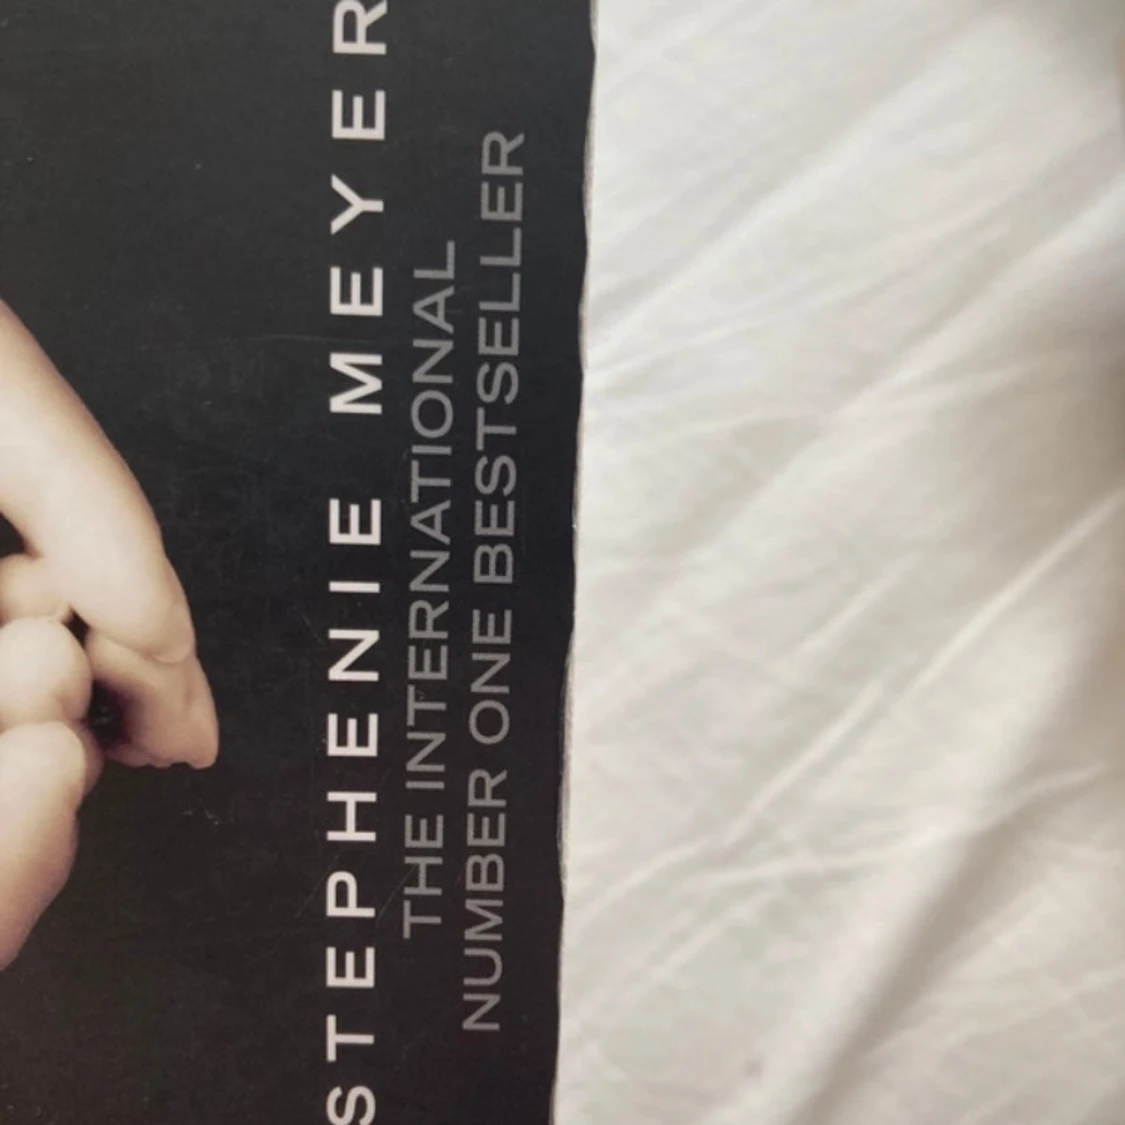 STEPHENIE MEYER
THE INTERNATIONAL
NUMBER ONE BESTSELLER